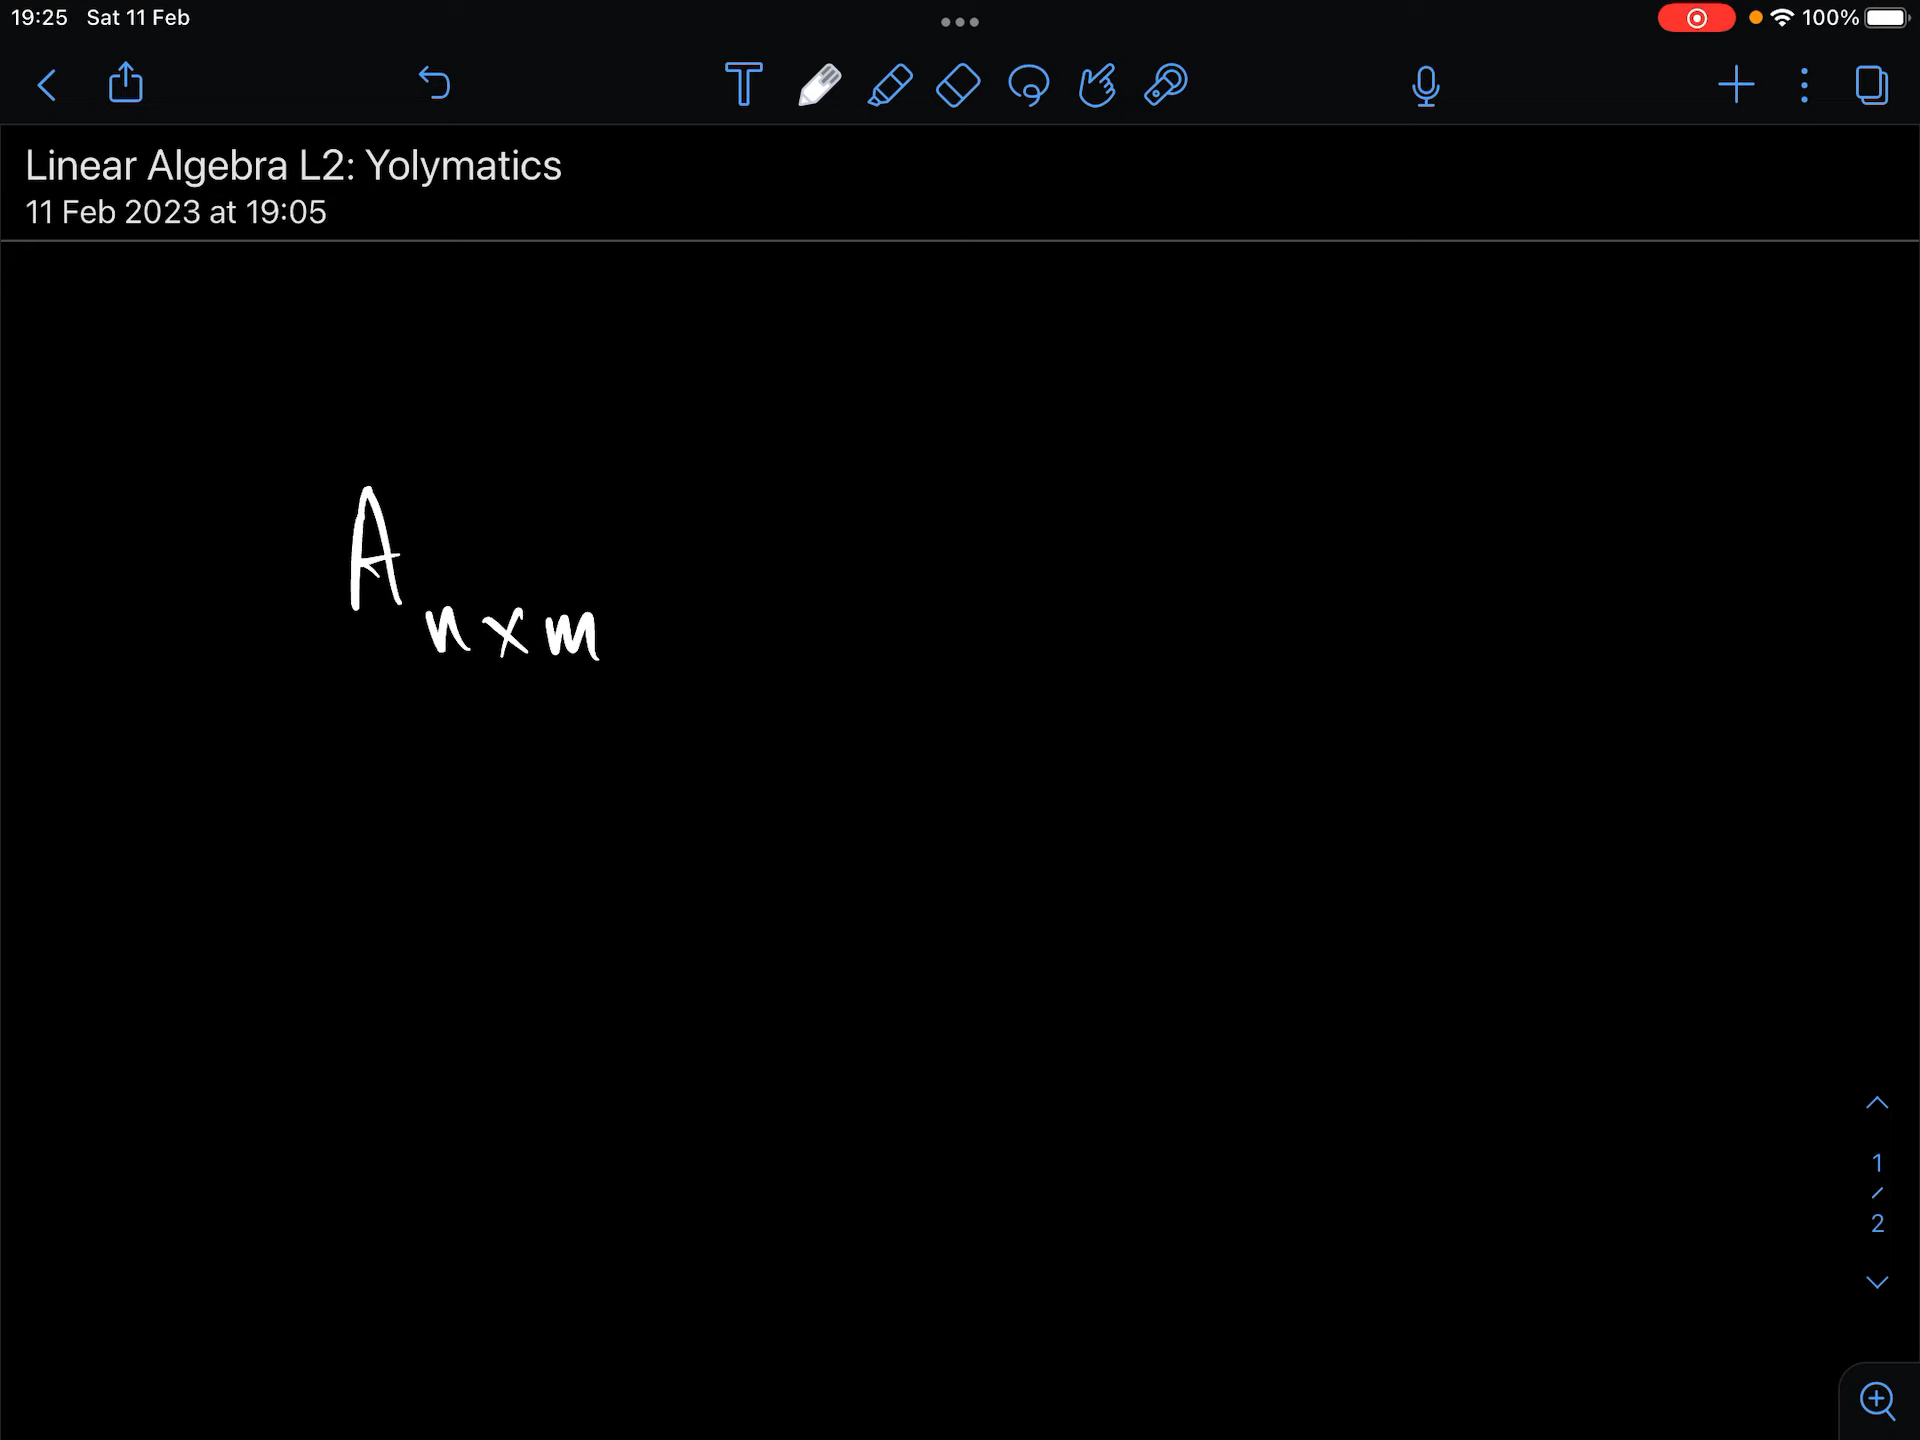 19:25 Sat 11 Feb 100%
T
Linear Algebra L2: Yolymatics
11 Feb 2023 at 19:05
A n×m
1
/
2